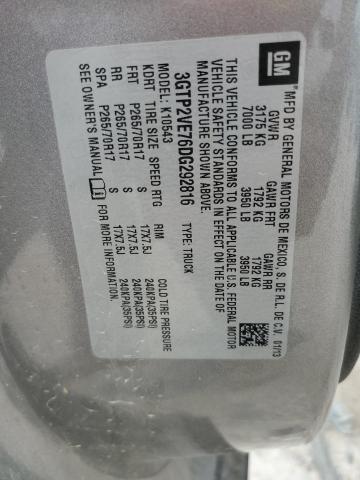 GM
MFD BY GENERAL MOTORS DE MEXICO, S. DE R.L. DE C.V. 01/13
GVWR GAWR FRT GAWR RR
3175 KG 1792 KG 1792 KG
7000 LB 3950 LB 3950 LB
THIS VEHICLE CONFORMS TO ALL APPLICABLE U.S. FEDERAL MOTOR
VEHICLE SAFETY STANDARDS IN EFFECT ON THE DATE OF
MANUFACTURE SHOWN ABOVE.
3GTP2VE76DG292816 TYPE: TRUCK
MODEL: K10543
KDRT TIRE SIZE SPEED RTG RIM COLD TIRE PRESSURE
FRT P265/70R17 S 17X7.5J 240KPA(35PSI)
RR P265/70R17 S 17X7.5J 240KPA(35PSI)
SPA P265/70R17 S 17X7.5J 240KPA(35PSI)
SEE OWNER'S MANUAL FOR MORE INFORMATION.